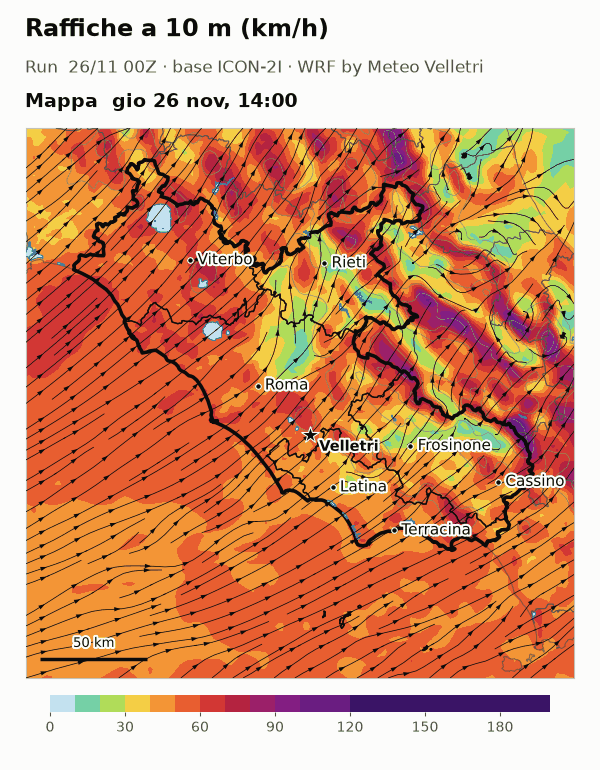 Raffiche a 10 m (km/h)
Run  26/11 00Z · base ICON-2I · WRF by Meteo Velletri
Mappa  gio 26 nov, 14:00
Viterbo
Rieti
Roma
Velletri
Frosinone
Latina
Cassino
Terracina
50 km
0 30 60 90 120 150 180